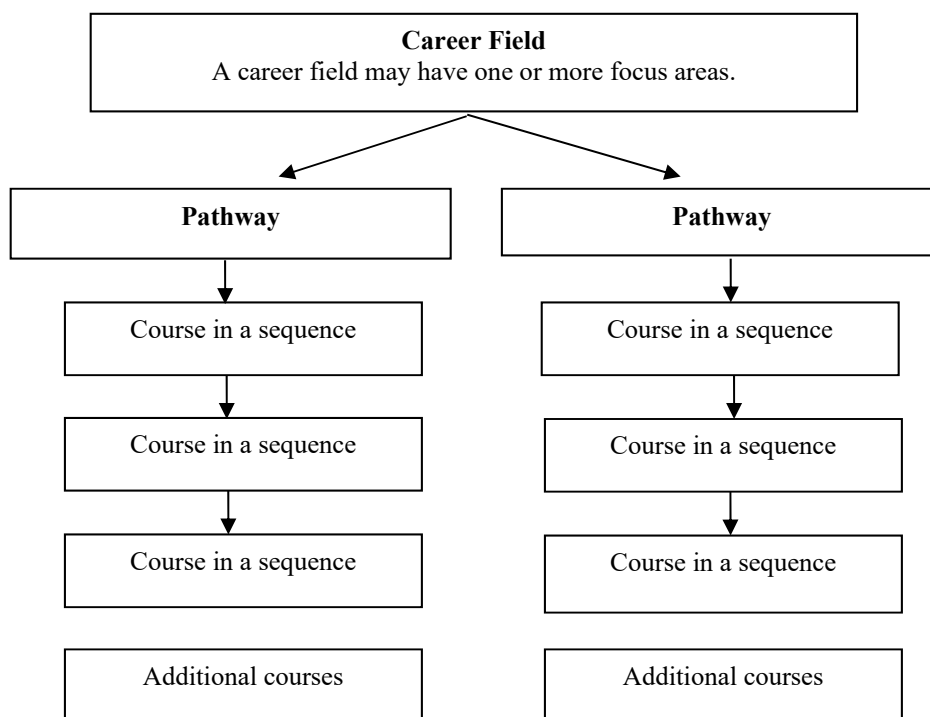 Career Field
A career field may have one or more focus areas.
Pathway
Pathway
Course in a sequence
Course in a sequence
Course in a sequence
Course in a sequence
Course in a sequence
Course in a sequence
Additional courses
Additional courses